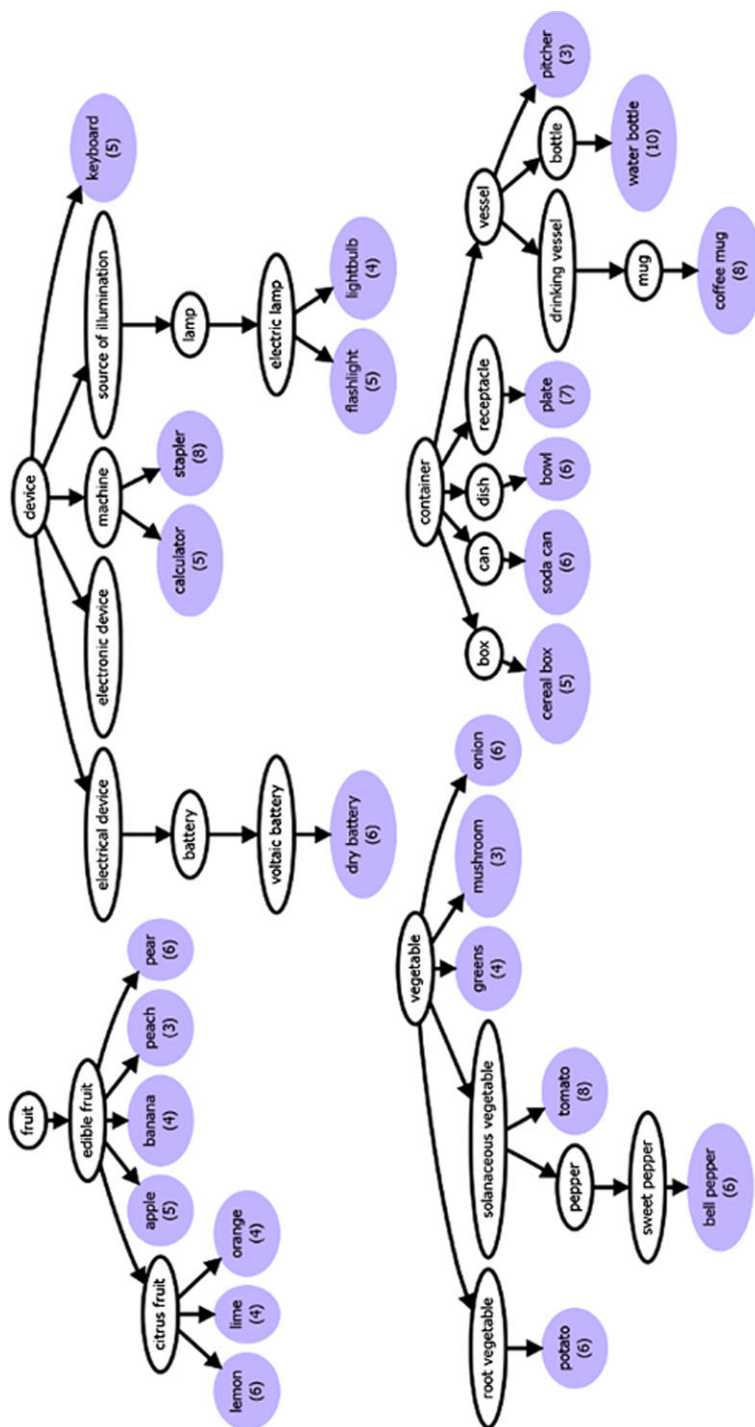 fruit
edible fruit
citrus fruit
apple
(5)
banana
(4)
peach
(3)
pear
(6)
lemon
(6)
lime
(4)
orange
(4)
device
electrical device
electronic device
machine
source of illumination
keyboard
(5)
battery
calculator
(5)
stapler
(8)
lamp
voltaic battery
electric lamp
dry battery
(6)
flashlight
(5)
lightbulb
(4)
vegetable
root vegetable
solanaceous vegetable
greens
(4)
mushroom
(3)
onion
(6)
potato
(6)
pepper
tomato
(8)
sweet pepper
bell pepper
(6)
container
box
can
dish
receptacle
vessel
cereal box
(5)
soda can
(6)
bowl
(6)
plate
(7)
drinking vessel
bottle
pitcher
(3)
mug
water bottle
(10)
coffee mug
(8)